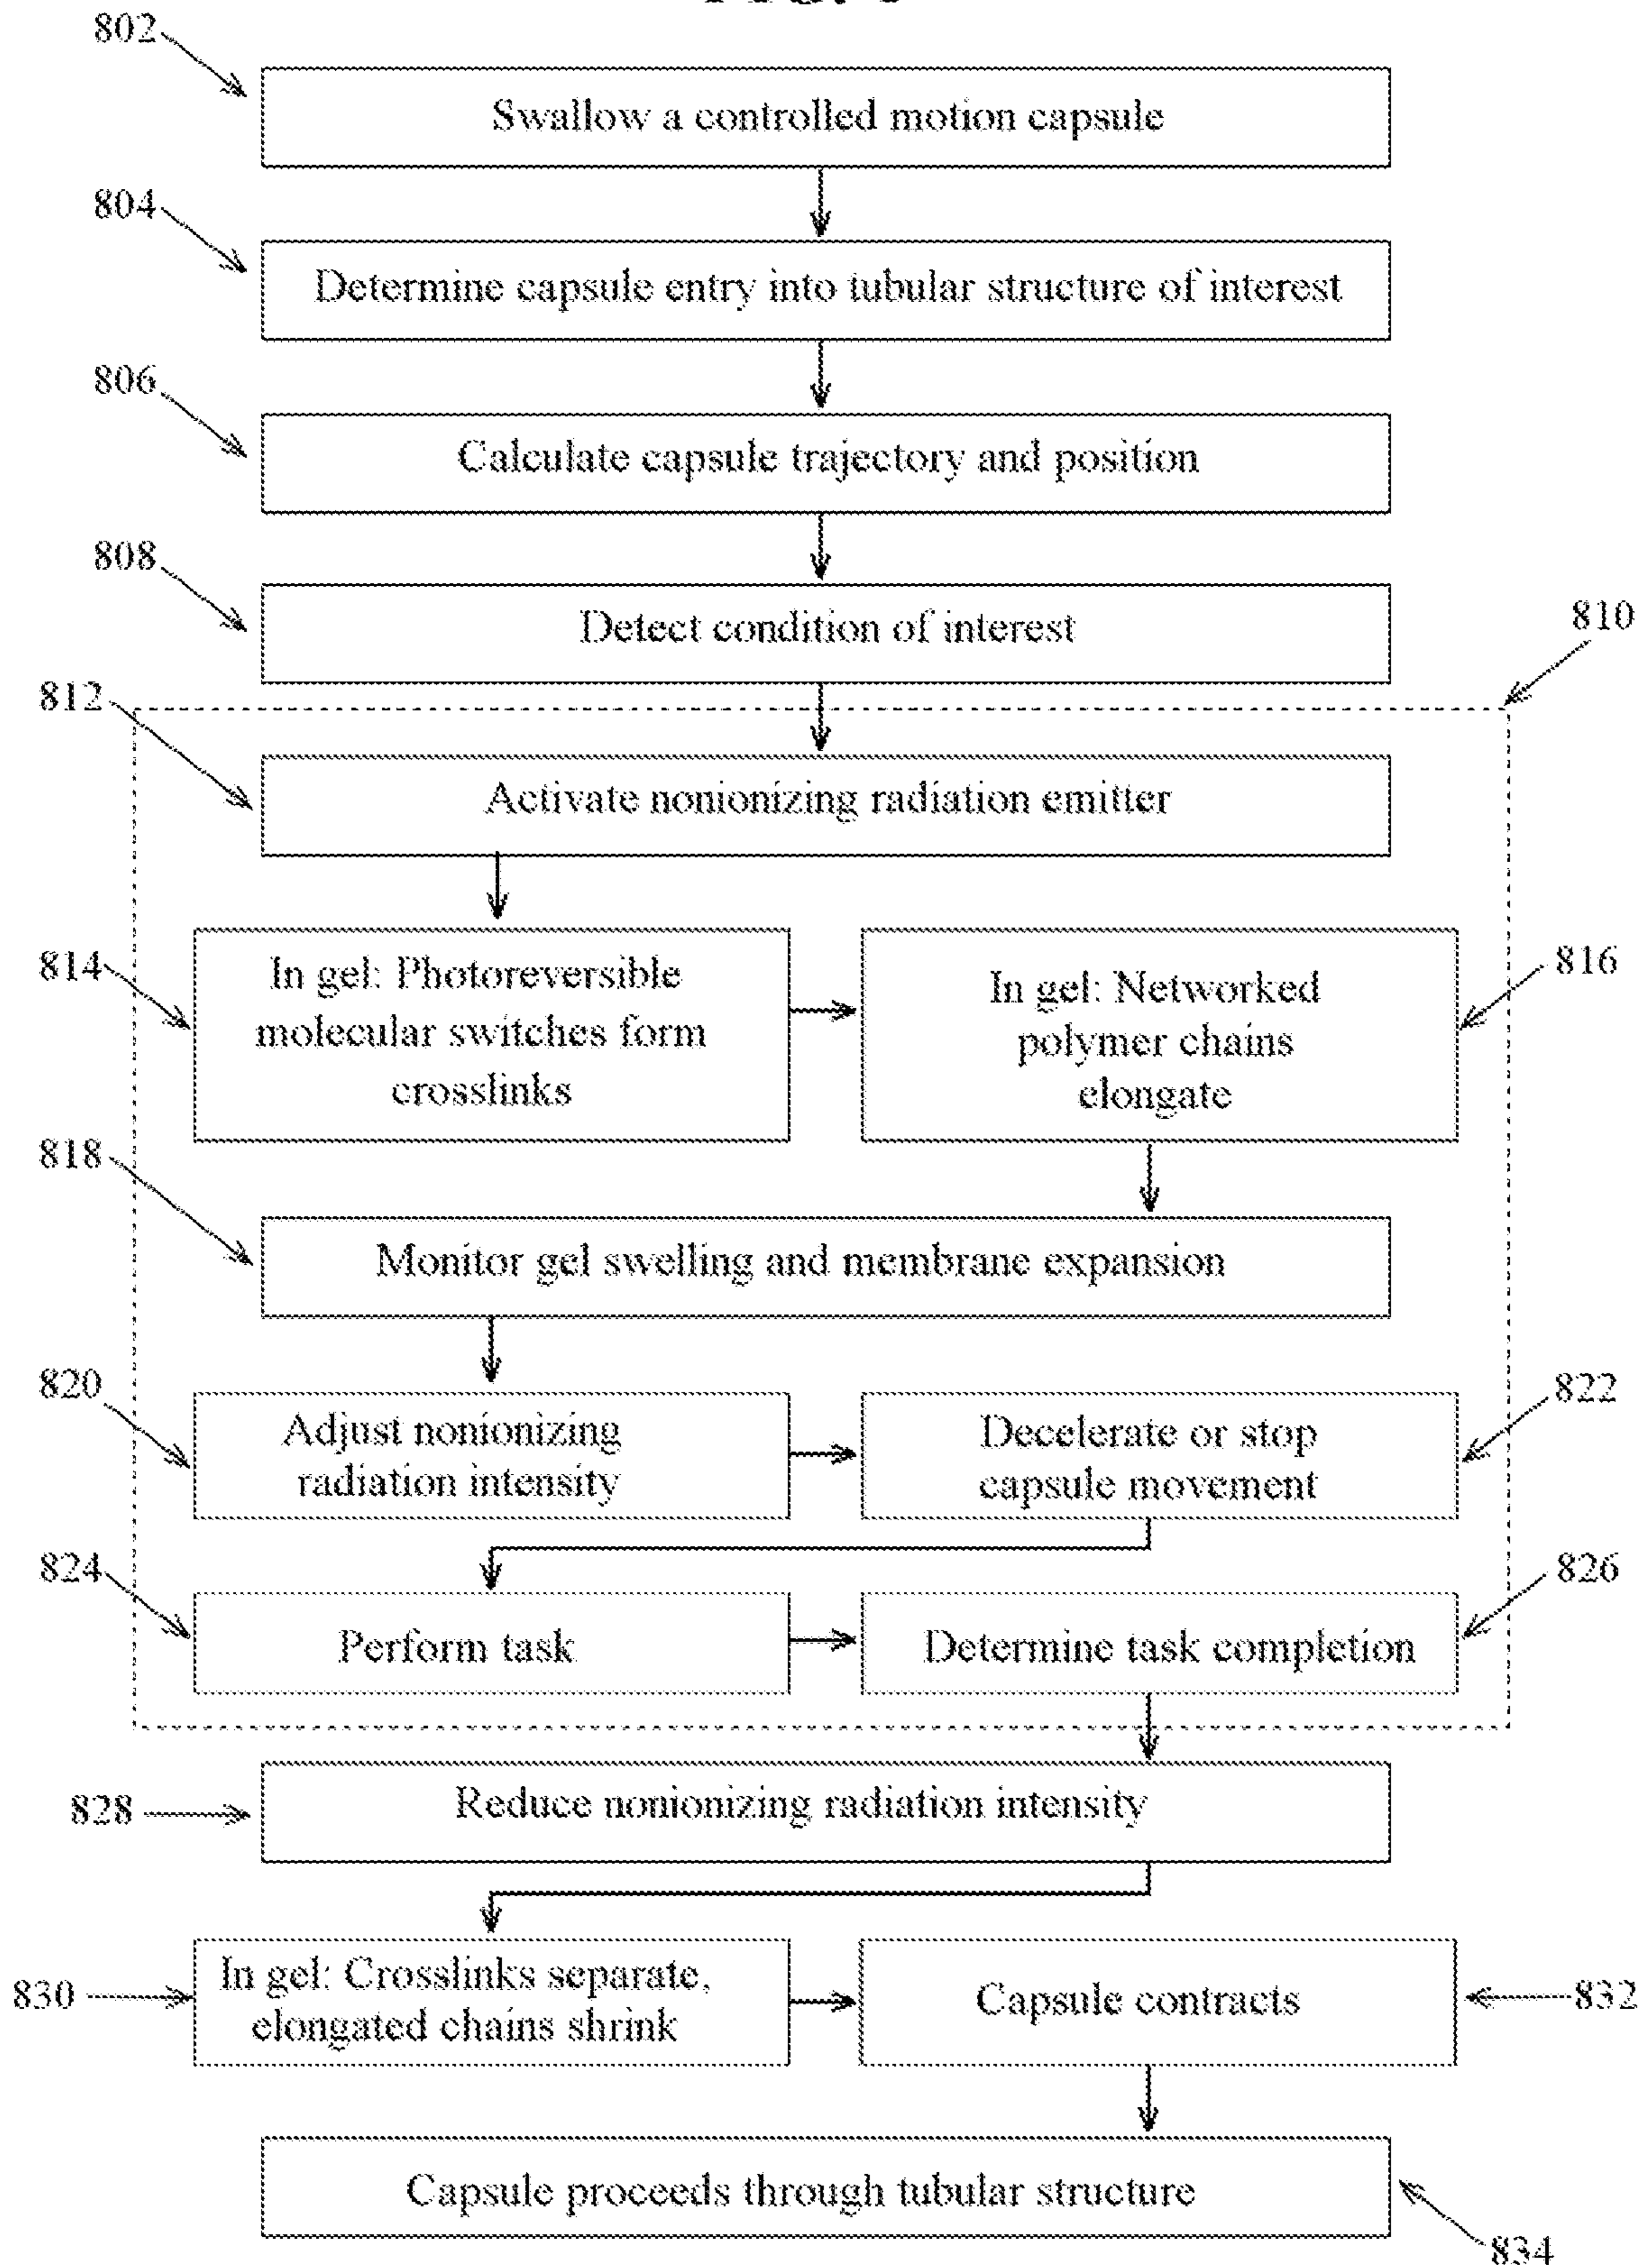 802
Swallow a controlled motion capsule
804
Determine capsule entry into tubular structure of interest
806
Calculate capsule trajectory and position
808
Detect condition of interest
810
812
Activate nonionizing radiation emitter
814
In gel: Photoreversible
molecular switches form
crosslinks
In gel: Networked
polymer chains
elongate
816
818
Monitor gel swelling and membrane expansion
820
Adjust nonionizing
radiation intensity
Decelerate or stop
capsule movement
822
824
Perform task
Determine task completion
826
828
Reduce nonionizing radiation intensity
830
In gel: Crosslinks separate,
elongated chains shrink
Capsule contracts
832
Capsule proceeds through tubular structure
834